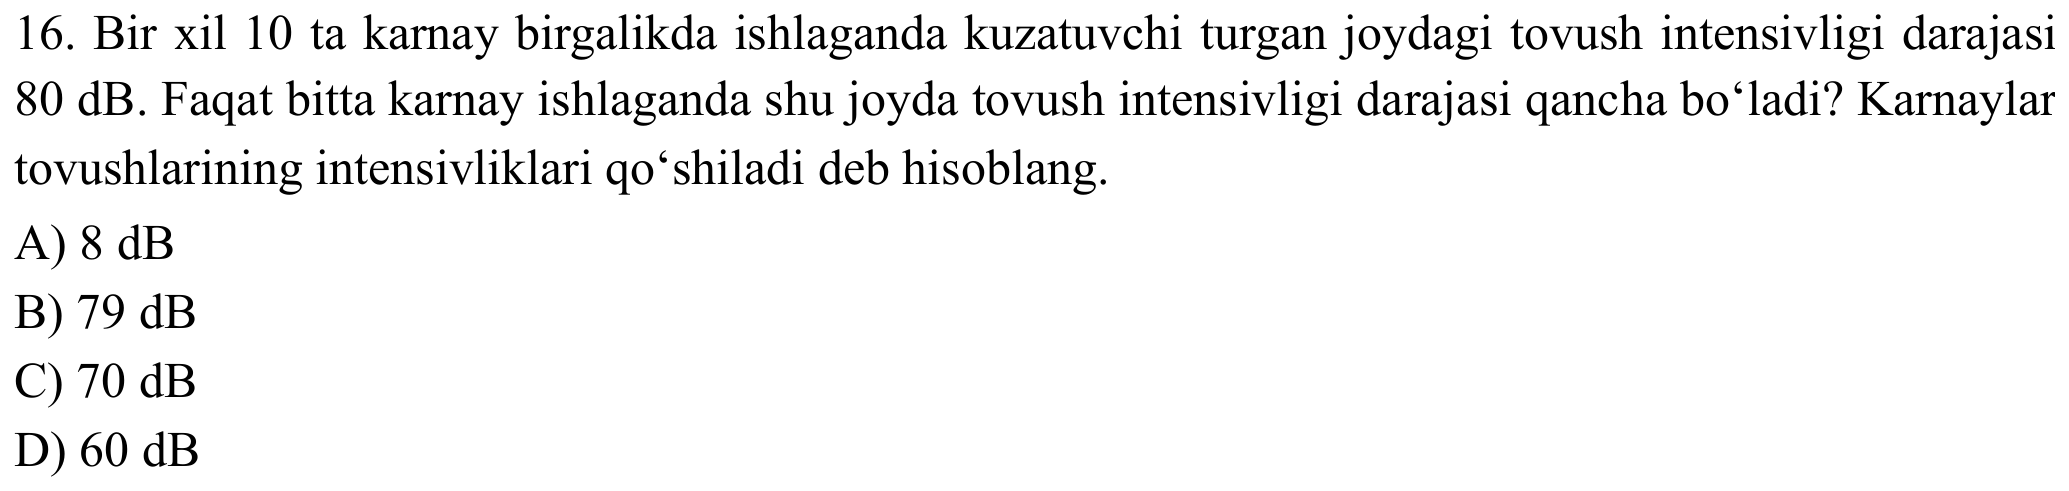 16. Bir xil 10 ta karnay birgalikda ishlaganda kuzatuvchi turgan joydagi tovush intensivligi darajasi
80 dB. Faqat bitta karnay ishlaganda shu joyda tovush intensivligi darajasi qancha bo‘ladi? Karnaylar
tovushlarining intensivliklari qo‘shiladi deb hisoblang.
A) 8 dB
B) 79 dB
C) 70 dB
D) 60 dB